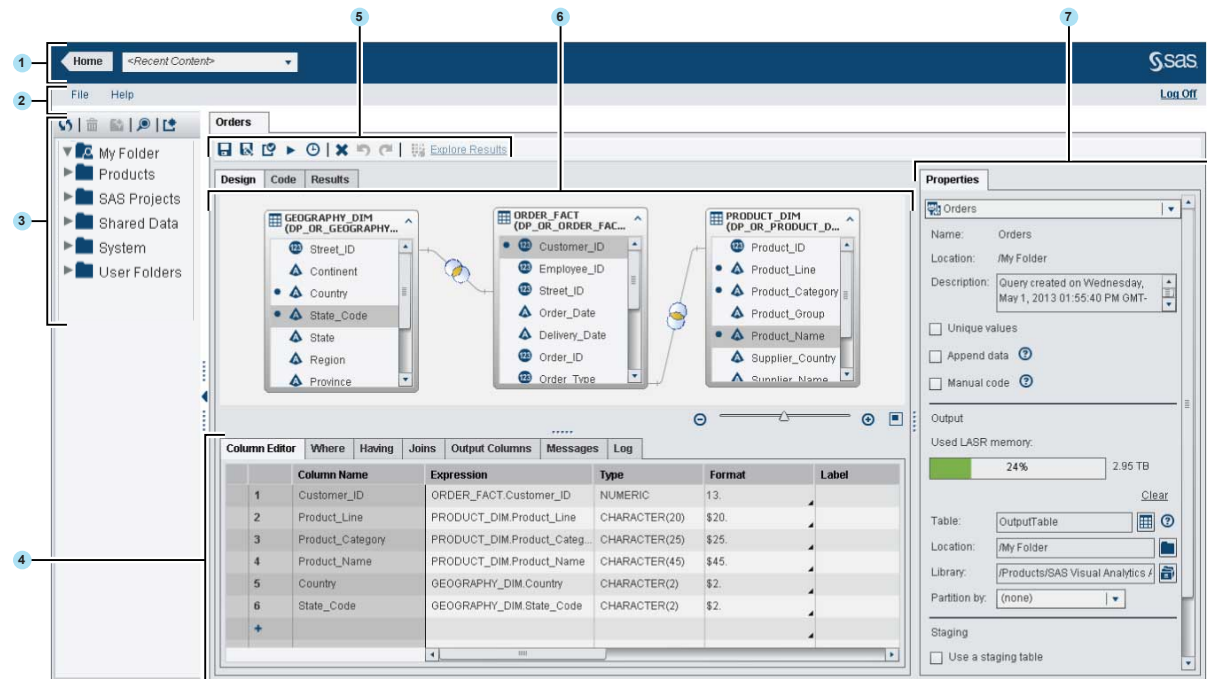 5 6 7
1 Home <Recent Content> sas
2 File Help Log Off
3
My Folder
Products
SAS Projects
Shared Data
System
User Folders
Orders
Explore Results
Design Code Results
GEOGRAPHY_DIM
(DP_OR_GEOGRAPHY...
Street_ID
Continent
Country
State_Code
State
Region
Province
ORDER_FACT
(DP_OR_ORDER_FAC...
Customer_ID
Employee_ID
Street_ID
Order_Date
Delivery_Date
Order_ID
Order_Type
PRODUCT_DIM
(DP_OR_PRODUCT_D...
Product_ID
Product_Line
Product_Category
Product_Group
Product_Name
Supplier_Country
Supplier_Name
4
Column Editor Where Having Joins Output Columns Messages Log
Column Name Expression Type Format Label
1 Customer_ID ORDER_FACT.Customer_ID NUMERIC 13.
2 Product_Line PRODUCT_DIM.Product_Line CHARACTER(20) $20.
3 Product_Category PRODUCT_DIM.Product_Categ... CHARACTER(25) $25.
4 Product_Name PRODUCT_DIM.Product_Name CHARACTER(45) $45.
5 Country GEOGRAPHY_DIM.Country CHARACTER(2) $2.
6 State_Code GEOGRAPHY_DIM.State_Code CHARACTER(2) $2.
+
Properties
Orders
Name: Orders
Location: /My Folder
Description: Query created on Wednesday,
May 1, 2013 01:55:40 PM GMT-
Unique values
Append data ?
Manual code ?
Output
Used LASR memory:
24% 2.95 TB
Clear
Table: OutputTable ?
Location: /My Folder
Library: /Products/SAS Visual Analytics A
Partition by: (none)
Staging
Use a staging table